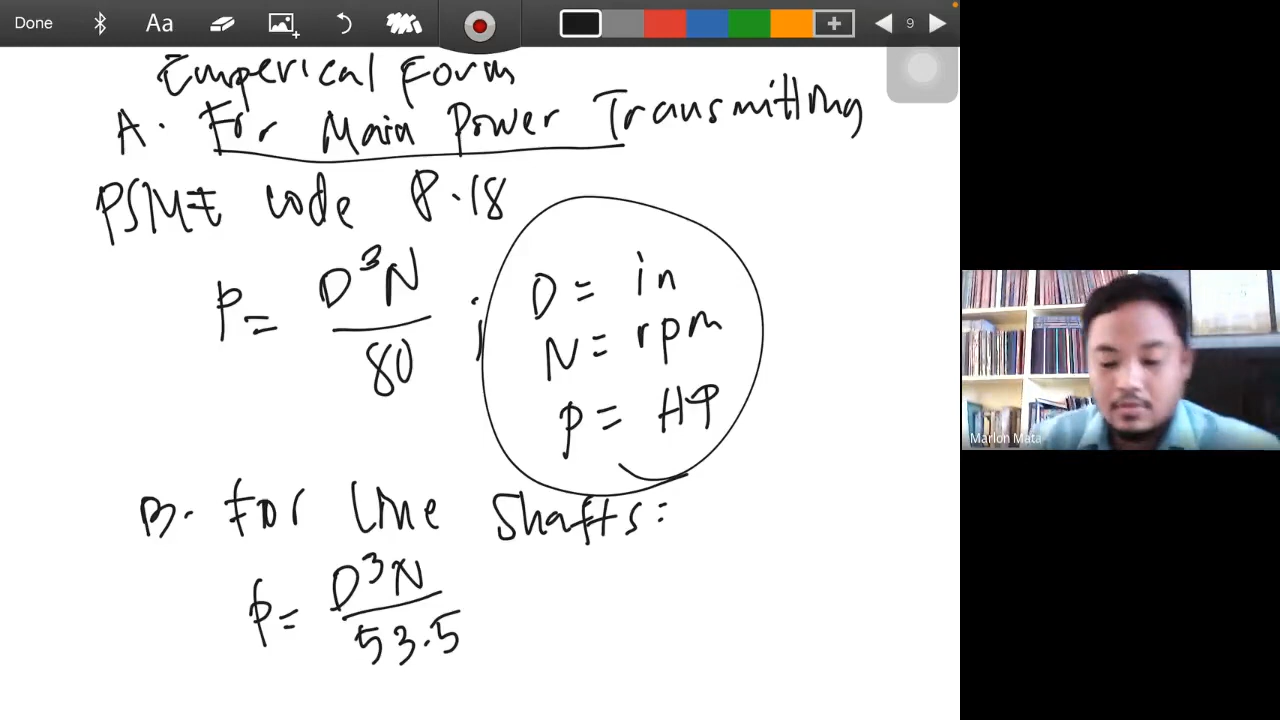 Done Aa 9
Emperical Form
A. For Main Power Transmitting
PSME code 8.18
P = D³N / 80 ; D = in
N = rpm
P = HP
B. For Line Shafts:
P = D³N / 53.5
Marlon Mata